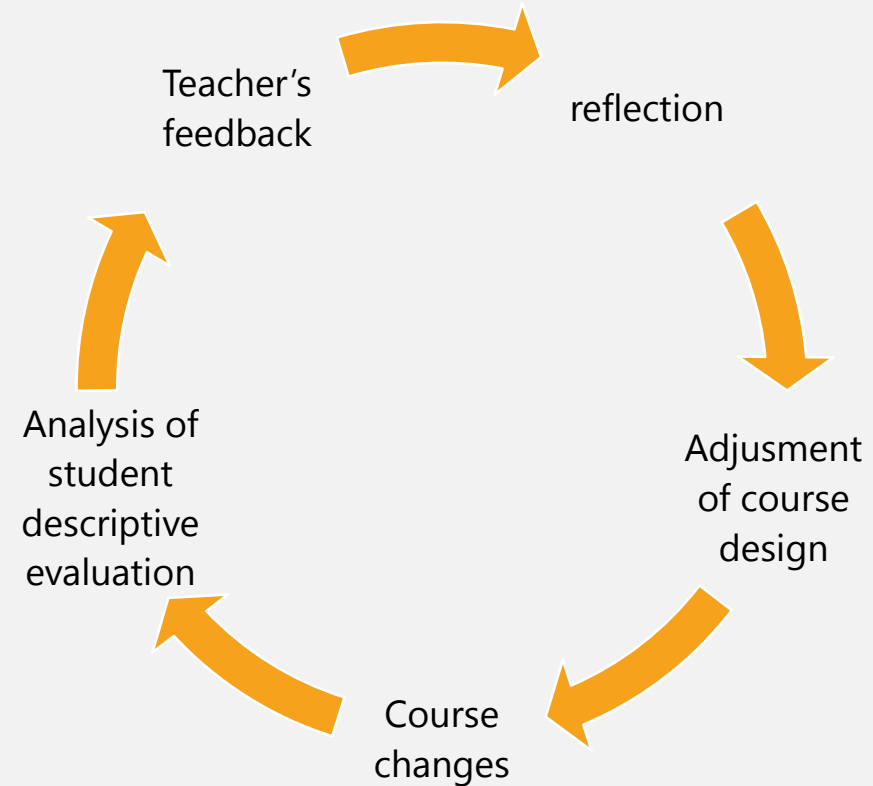 Teacher’s
feedback
reflection
Adjusment
of course
design
Course
changes
Analysis of
student
descriptive
evaluation